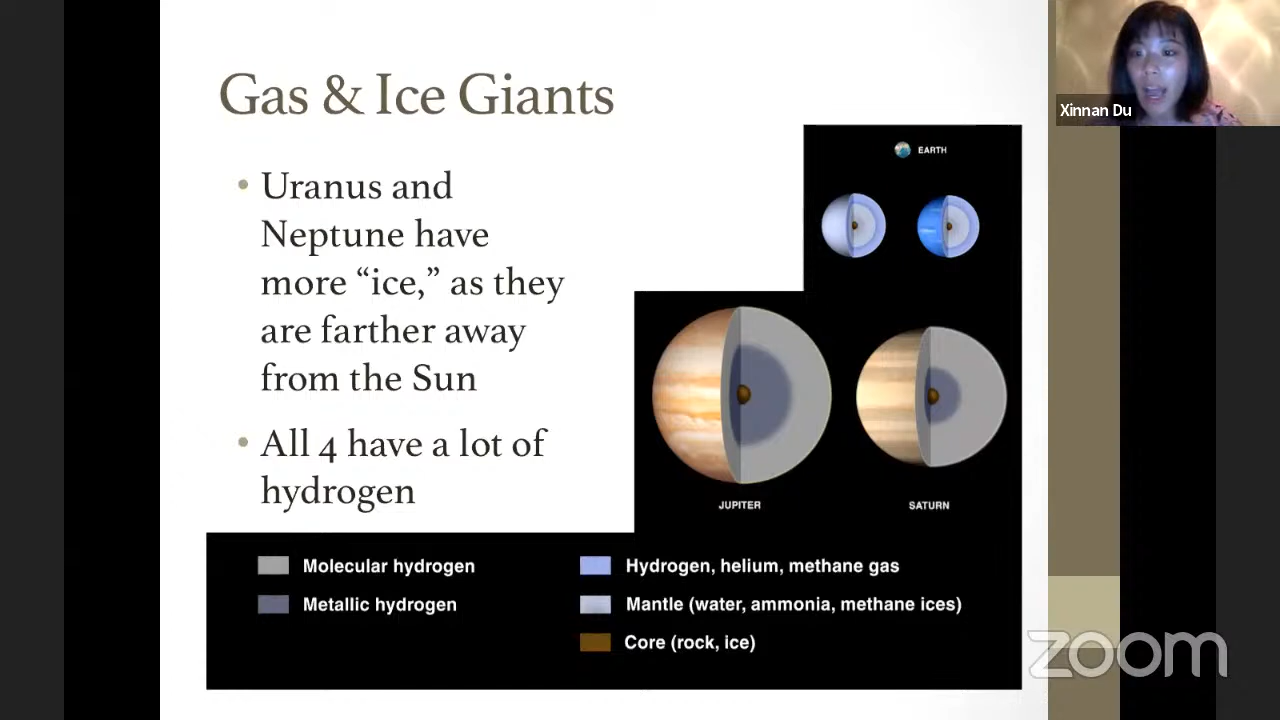 Gas & Ice Giants
• Uranus and
Neptune have
more “ice,” as they
are farther away
from the Sun
• All 4 have a lot of
hydrogen
EARTH
JUPITER
SATURN
Molecular hydrogen
Metallic hydrogen
Hydrogen, helium, methane gas
Mantle (water, ammonia, methane ices)
Core (rock, ice)
Xinnan Du
zoom